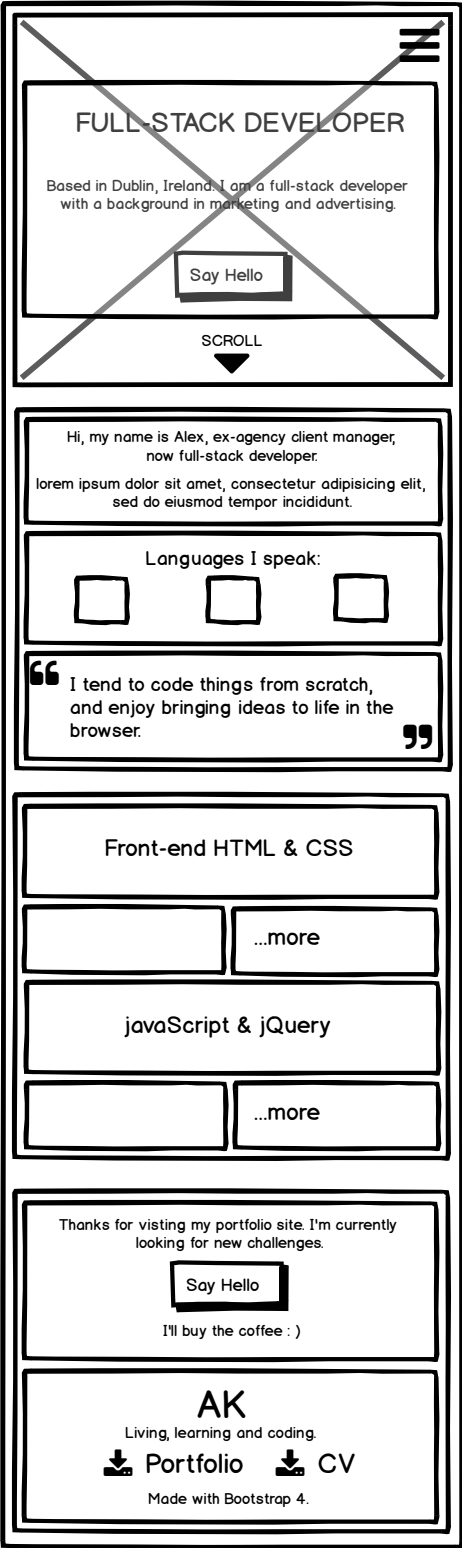 FULL-STACK DEVELOPER
Based in Dublin, Ireland. I am a full-stack developer
with a background in marketing and advertising.
Say Hello
SCROLL
Hi, my name is Alex, ex-agency client manager,
now full-stack developer.
lorem ipsum dolor sit amet, consectetur adipisicing elit,
sed do eiusmod tempor incididunt.
Languages I speak:
“
I tend to code things from scratch,
and enjoy bringing ideas to life in the
browser.
”
Front-end HTML & CSS
...more
javaScript & jQuery
...more
Thanks for visting my portfolio site. I'm currently
looking for new challenges.
Say Hello
I'll buy the coffee : )
AK
Living, learning and coding.
Portfolio CV
Made with Bootstrap 4.